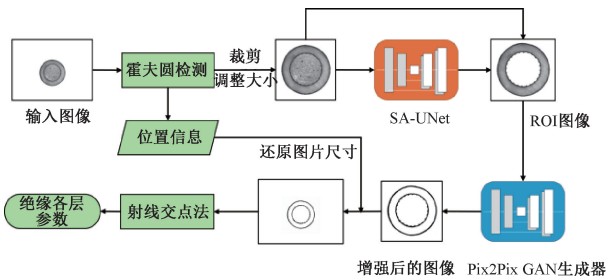 霍夫圆检测
裁剪
调整大小
输入图像
SA-UNet
ROI图像
位置信息
还原图片尺寸
绝缘各层
参数
射线交点法
增强后的图像
Pix2Pix GAN生成器